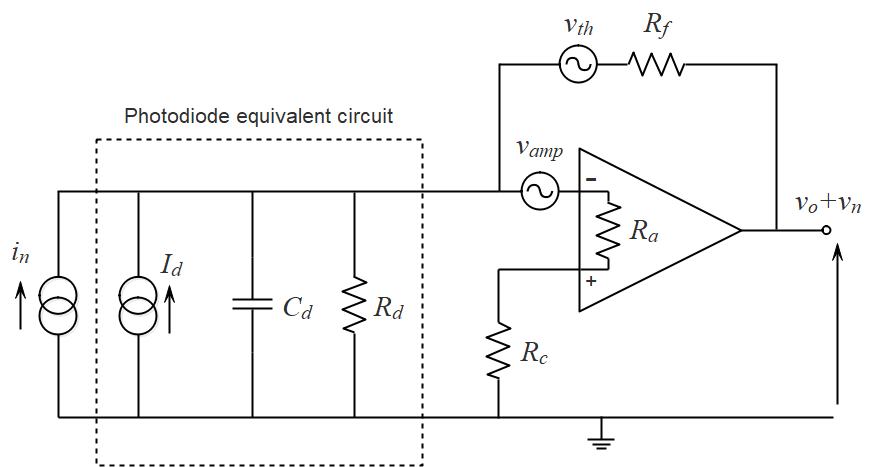 v_th
R_f
Photodiode equivalent circuit
v_amp
-
v_o+v_n
i_n
I_d
R_a
+
C_d
R_d
R_c